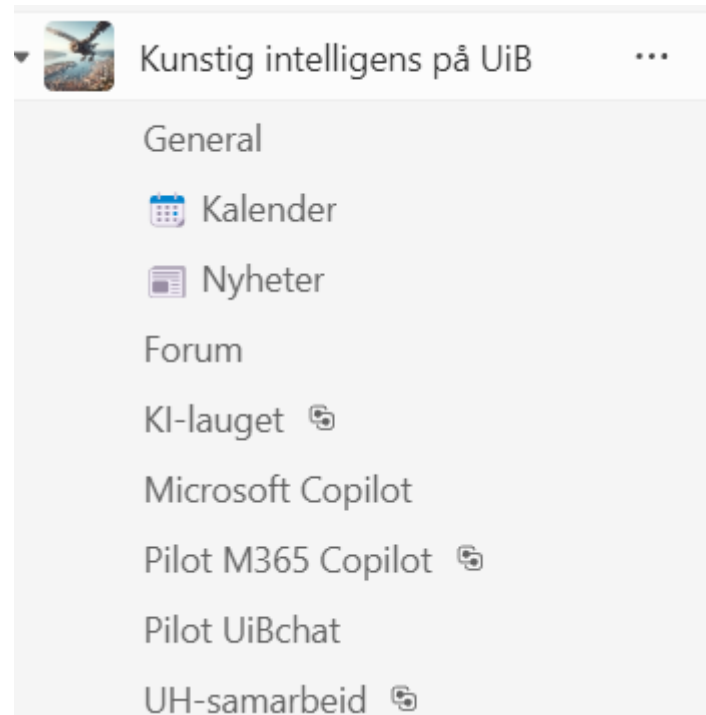 Kunstig intelligens på UiB
General
Kalender
Nyheter
Forum
KI-lauget
Microsoft Copilot
Pilot M365 Copilot
Pilot UiBchat
UH-samarbeid